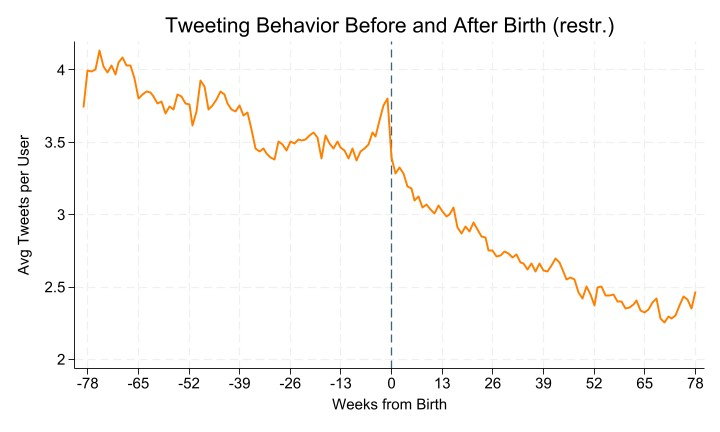 Tweeting Behavior Before and After Birth (restr.)
Avg Tweets per User
4
3.5
3
2.5
2
-78 -65 -52 -39 -26 -13 0 13 26 39 52 65 78
Weeks from Birth